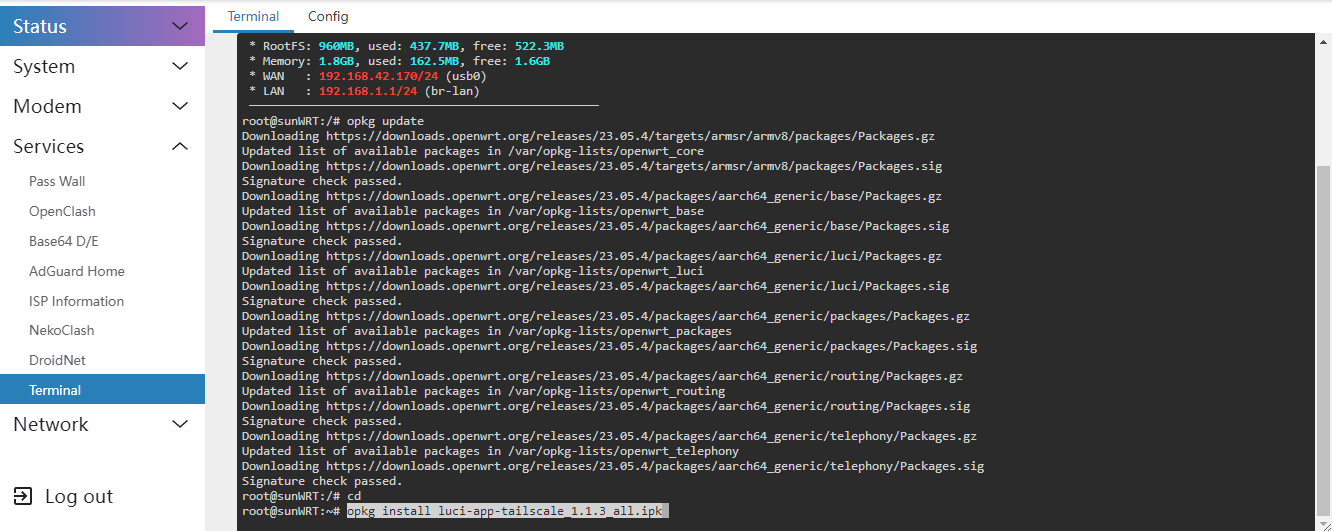 Status
System
Modem
Services
Pass Wall
OpenClash
Base64 D/E
AdGuard Home
ISP Information
NekoClash
DroidNet
Terminal
Network
Log out
Terminal Config
* RootFS: 960MB, used: 437.7MB, free: 522.3MB
* Memory: 1.8GB, used: 162.5MB, free: 1.6GB
* WAN : 192.168.42.170/24 (usb0)
* LAN : 192.168.1.1/24 (br-lan)
root@sunWRT:/# opkg update
Downloading https://downloads.openwrt.org/releases/23.05.4/targets/armsr/armv8/packages/Packages.gz
Updated list of available packages in /var/opkg-lists/openwrt_core
Downloading https://downloads.openwrt.org/releases/23.05.4/targets/armsr/armv8/packages/Packages.sig
Signature check passed.
Downloading https://downloads.openwrt.org/releases/23.05.4/packages/aarch64_generic/base/Packages.gz
Updated list of available packages in /var/opkg-lists/openwrt_base
Downloading https://downloads.openwrt.org/releases/23.05.4/packages/aarch64_generic/base/Packages.sig
Signature check passed.
Downloading https://downloads.openwrt.org/releases/23.05.4/packages/aarch64_generic/luci/Packages.gz
Updated list of available packages in /var/opkg-lists/openwrt_luci
Downloading https://downloads.openwrt.org/releases/23.05.4/packages/aarch64_generic/luci/Packages.sig
Signature check passed.
Downloading https://downloads.openwrt.org/releases/23.05.4/packages/aarch64_generic/packages/Packages.gz
Updated list of available packages in /var/opkg-lists/openwrt_packages
Downloading https://downloads.openwrt.org/releases/23.05.4/packages/aarch64_generic/packages/Packages.sig
Signature check passed.
Downloading https://downloads.openwrt.org/releases/23.05.4/packages/aarch64_generic/routing/Packages.gz
Updated list of available packages in /var/opkg-lists/openwrt_routing
Downloading https://downloads.openwrt.org/releases/23.05.4/packages/aarch64_generic/routing/Packages.sig
Signature check passed.
Downloading https://downloads.openwrt.org/releases/23.05.4/packages/aarch64_generic/telephony/Packages.gz
Updated list of available packages in /var/opkg-lists/openwrt_telephony
Downloading https://downloads.openwrt.org/releases/23.05.4/packages/aarch64_generic/telephony/Packages.sig
Signature check passed.
root@sunWRT:/# cd
root@sunWRT:~# opkg install luci-app-tailscale_1.1.3_all.ipk